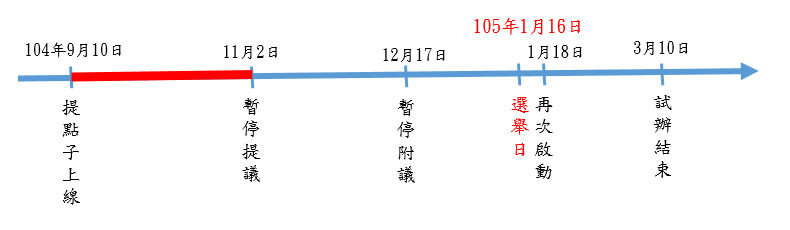 105年1月16日
104年9月10日
11月2日
12月17日
1月18日
3月10日
提點子上線
暫停提議
暫停附議
選舉日
再次啟動
試辦結束